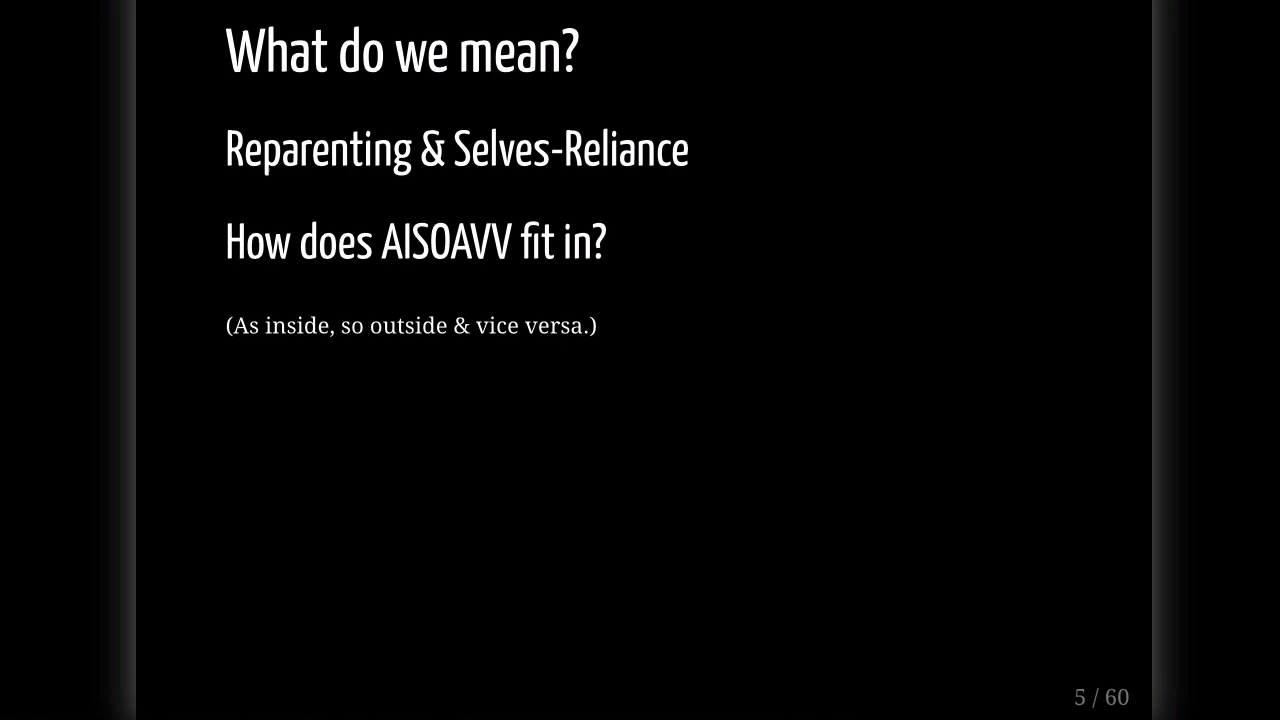 What do we mean?
Reparenting & Selves-Reliance
How does AISOAVV fit in?
(As inside, so outside & vice versa.)
5 / 60